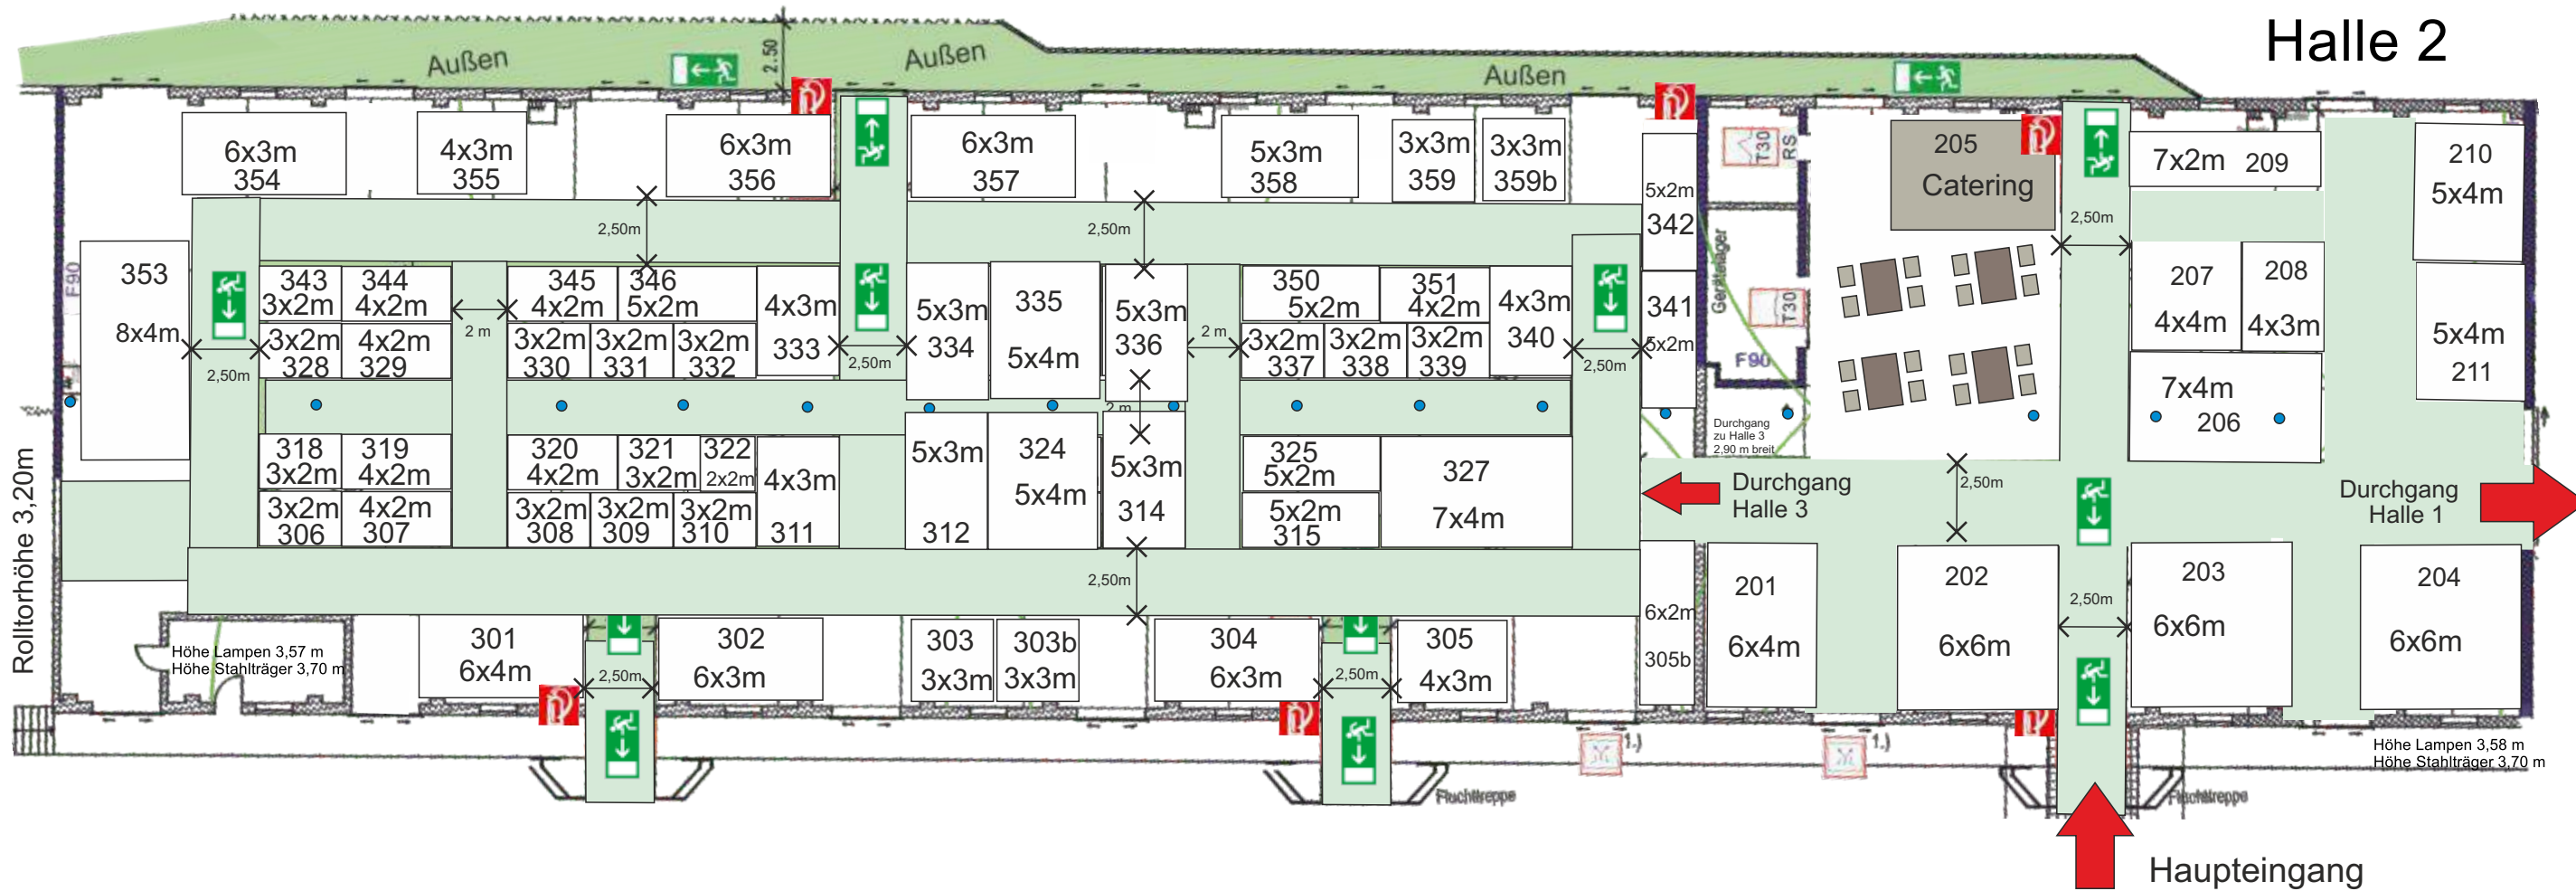 Halle 2
Außen
2.50
Außen
Außen
6x3m
354
4x3m
355
6x3m
356
6x3m
357
5x3m
358
3x3m
359
3x3m
359b
5x2m
342
T30
RS
205
Catering
7x2m 209
210
5x4m
2,50m
2,50m
2,50m
F90
353
8x4m
343
3x2m
344
4x2m
345
4x2m
346
5x2m
4x3m
333
5x3m
334
335
5x4m
5x3m
336
350
5x2m
351
4x2m
4x3m
340
341
5x2m
Gerätelager
T30
F90
207
4x4m
208
4x3m
5x4m
211
2 m
2 m
3x2m
328
4x2m
329
3x2m
330
3x2m
331
3x2m
332
3x2m
337
3x2m
338
3x2m
339
2,50m
2,50m
2,50m
7x4m
206
2 m
Durchgang
zu Halle 3
2,90 m breit
318
3x2m
319
4x2m
320
4x2m
321
3x2m
322
2x2m
4x3m
311
5x3m
312
324
5x4m
5x3m
314
325
5x2m
327
7x4m
3x2m
306
4x2m
307
3x2m
308
3x2m
309
3x2m
310
5x2m
315
Durchgang
Halle 3
2,50m
Durchgang
Halle 1
Rolltorhöhe 3,20m
2,50m
201
6x4m
202
6x6m
2,50m
203
6x6m
204
6x6m
6x2m
305b
Höhe Lampen 3,57 m
Höhe Stahlträger 3,70 m
301
6x4m
2,50m
302
6x3m
303
3x3m
303b
3x3m
304
6x3m
2,50m
305
4x3m
1.)
1.)
Höhe Lampen 3,58 m
Höhe Stahlträger 3,70 m
Fluchttreppe
Fluchttreppe
Haupteingang